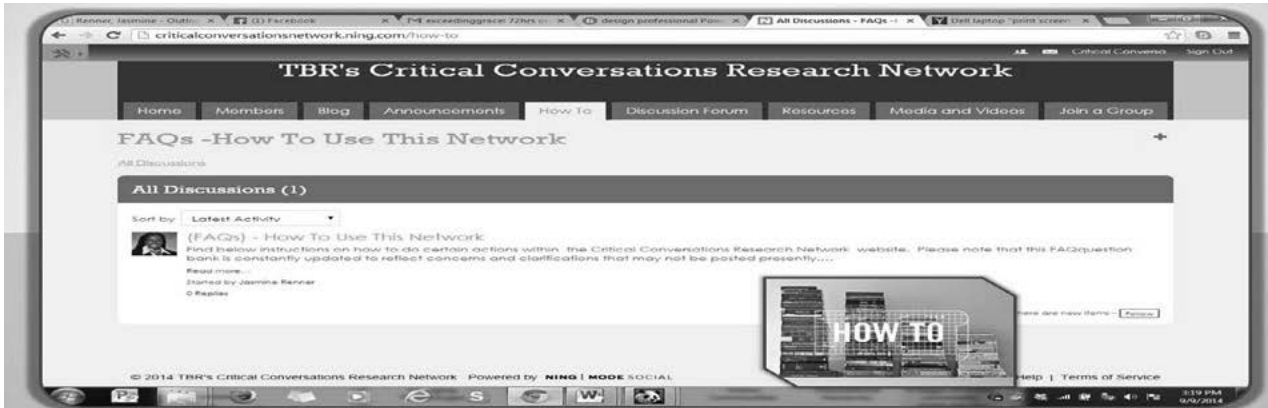 Renner, Jasmine - Outlo
(1) Facebook
exceedinggrace: 72hrs
design professional Pow
All Discussions - FAQs -
Dell laptop "print screen
criticalconversationsnetwork.ning.com/how-to
Critical Conversa
Sign Out
TBR's Critical Conversations Research Network
Home
Members
Blog
Announcements
How To
Discussion Forum
Resources
Media and Videos
Join a Group
FAQs -How To Use This Network
All Discussions
All Discussions (1)
Sort by Latest Activity
(FAQs) - How To Use This Network
Find below instructions on how to do certain actions within the Critical Conversations Research Network website. Please note that this FAQquestion
bank is constantly updated to reflect concerns and clarifications that may not be posted presently....
Read more...
Started by Jasmine Renner
0 Replies
here are new items - Follow
HOW TO
© 2014 TBR's Critical Conversations Research Network Powered by NING MODE SOCIAL
Help | Terms of Service
3:19 PM
9/9/2014